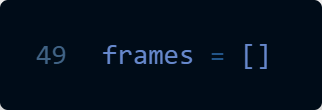 49 frames = []